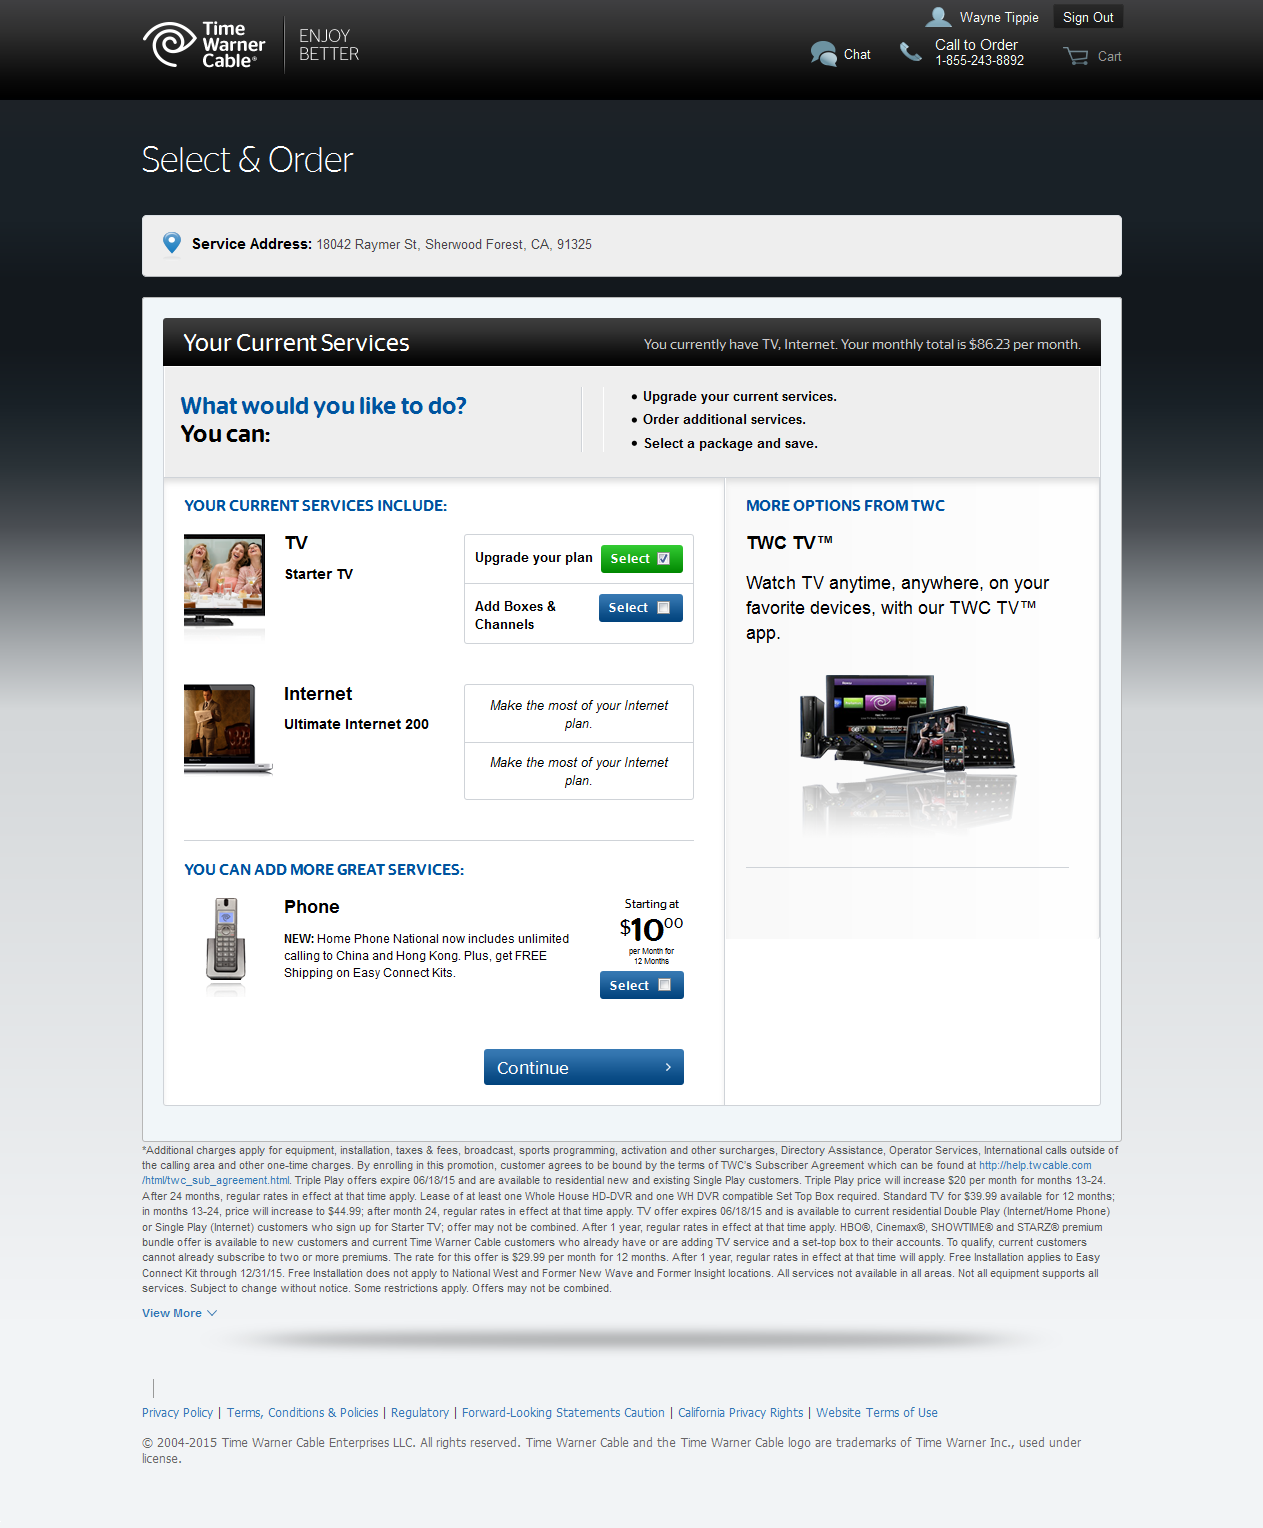 Time
Warner
Cable®
ENJOY
BETTER
Wayne Tippie
Sign Out
Chat
Call to Order
1-855-243-8892
Cart
Select & Order
Service Address: 18042 Raymer St, Sherwood Forest, CA, 91325
Your Current Services
You currently have TV, Internet. Your monthly total is $86.23 per month.
What would you like to do?
You can:
• Upgrade your current services.
• Order additional services.
• Select a package and save.
YOUR CURRENT SERVICES INCLUDE:
TV
Starter TV
Upgrade your plan
Select
Add Boxes &
Channels
Select
Internet
Ultimate Internet 200
Make the most of your Internet
plan.
Make the most of your Internet
plan.
YOU CAN ADD MORE GREAT SERVICES:
Phone
NEW: Home Phone National now includes unlimited
calling to China and Hong Kong. Plus, get FREE
Shipping on Easy Connect Kits.
Starting at
$10 00
per Month for
12 Months
Select
Continue
MORE OPTIONS FROM TWC
TWC TV™
Watch TV anytime, anywhere, on your
favorite devices, with our TWC TV™
app.
*Additional charges apply for equipment, installation, taxes & fees, broadcast, sports programming, activation and other surcharges, Directory Assistance, Operator Services, International calls outside of
the calling area and other one-time charges. By enrolling in this promotion, customer agrees to be bound by the terms of TWC's Subscriber Agreement which can be found at http://help.twcable.com
/html/twc_sub_agreement.html. Triple Play offers expire 06/18/15 and are available to residential new and existing Single Play customers. Triple Play price will increase $20 per month for months 13-24.
After 24 months, regular rates in effect at that time apply. Lease of at least one Whole House HD-DVR and one WH DVR compatible Set Top Box required. Standard TV for $39.99 available for 12 months;
in months 13-24, price will increase to $44.99; after month 24, regular rates in effect at that time apply. TV offer expires 06/18/15 and is available to current residential Double Play (Internet/Home Phone)
or Single Play (Internet) customers who sign up for Starter TV; offer may not be combined. After 1 year, regular rates in effect at that time apply. HBO®, Cinemax®, SHOWTIME® and STARZ® premium
bundle offer is available to new customers and current Time Warner Cable customers who already have or are adding TV service and a set-top box to their accounts. To qualify, current customers
cannot already subscribe to two or more premiums. The rate for this offer is $29.99 per month for 12 months. After 1 year, regular rates in effect at that time will apply. Free Installation applies to Easy
Connect Kit through 12/31/15. Free Installation does not apply to National West and Former New Wave and Former Insight locations. All services not available in all areas. Not all equipment supports all
services. Subject to change without notice. Some restrictions apply. Offers may not be combined.
View More
Privacy Policy | Terms, Conditions & Policies | Regulatory | Forward-Looking Statements Caution | California Privacy Rights | Website Terms of Use
© 2004-2015 Time Warner Cable Enterprises LLC. All rights reserved. Time Warner Cable and the Time Warner Cable logo are trademarks of Time Warner Inc., used under
license.